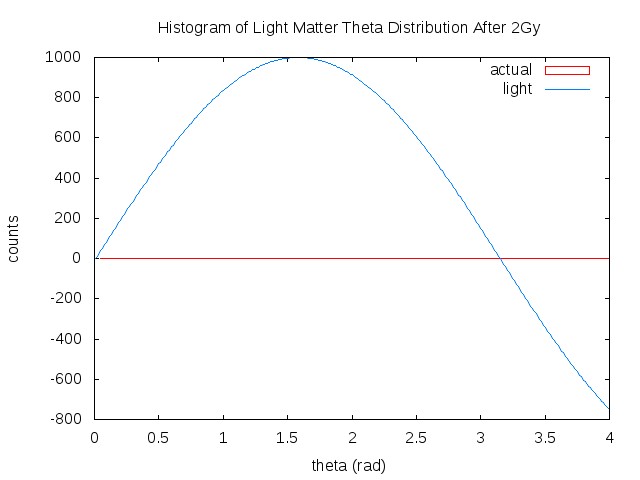 Histogram of Light Matter Theta Distribution After 2Gy
actual
light
1000
800
600
400
200
0
-200
-400
-600
-800
counts
0 0.5 1 1.5 2 2.5 3 3.5 4
theta (rad)